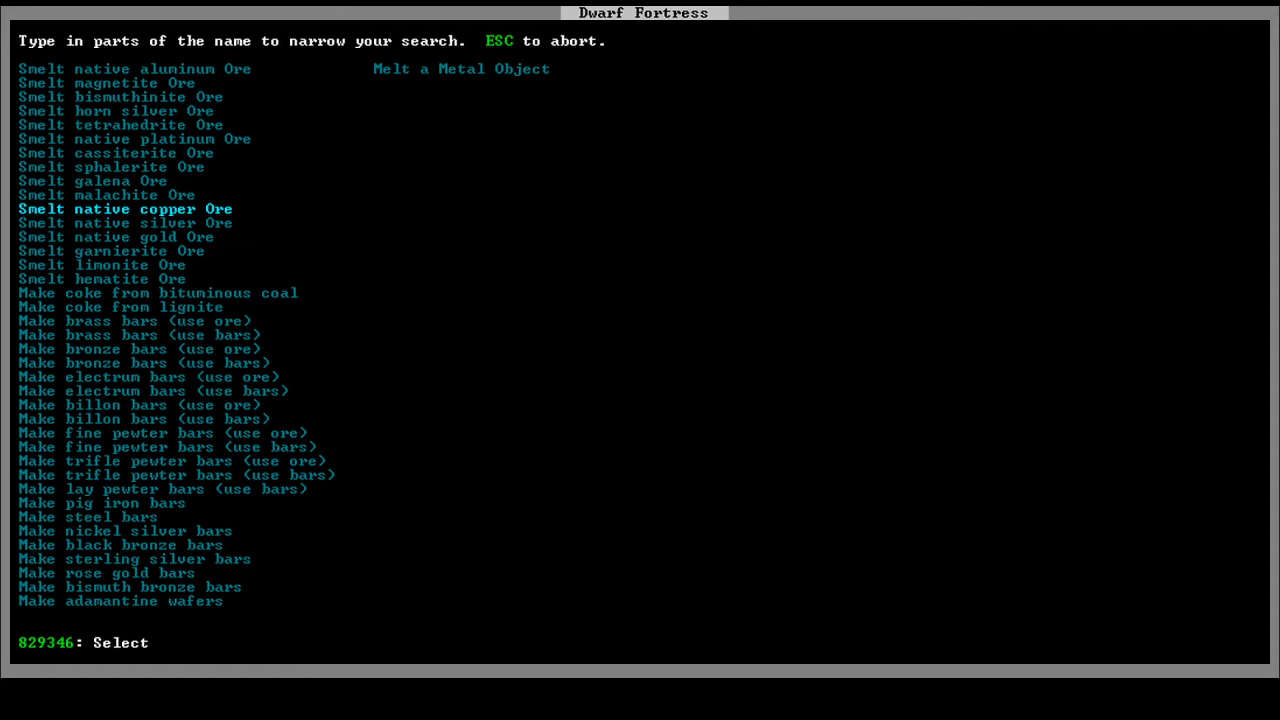 Dwarf Fortress
Type in parts of the name to narrow your search.  ESC to abort.
Smelt native aluminum Ore
Smelt magnetite Ore
Smelt bismuthinite Ore
Smelt horn silver Ore
Smelt tetrahedrite Ore
Smelt native platinum Ore
Smelt cassiterite Ore
Smelt sphalerite Ore
Smelt galena Ore
Smelt malachite Ore
Smelt native copper Ore
Smelt native silver Ore
Smelt native gold Ore
Smelt garnierite Ore
Smelt limonite Ore
Smelt hematite Ore
Make coke from bituminous coal
Make coke from lignite
Make brass bars (use ore)
Make brass bars (use bars)
Make bronze bars (use ore)
Make bronze bars (use bars)
Make electrum bars (use ore)
Make electrum bars (use bars)
Make billon bars (use ore)
Make billon bars (use bars)
Make fine pewter bars (use ore)
Make fine pewter bars (use bars)
Make trifle pewter bars (use ore)
Make trifle pewter bars (use bars)
Make lay pewter bars (use bars)
Make pig iron bars
Make steel bars
Make nickel silver bars
Make black bronze bars
Make sterling silver bars
Make rose gold bars
Make bismuth bronze bars
Make adamantine wafers
Melt a Metal Object
829346: Select